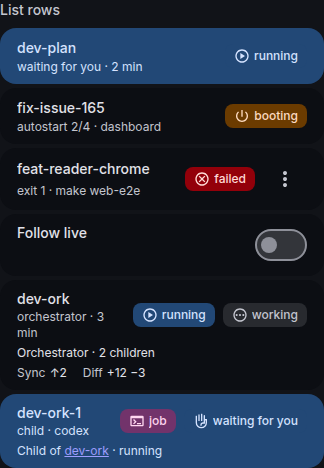 List rows
dev-plan
waiting for you · 2 min
running
fix-issue-165
autostart 2/4 · dashboard
booting
feat-reader-chrome
exit 1 · make web-e2e
failed
Follow live
dev-ork
orchestrator · 3
min
running
working
Orchestrator · 2 children
Sync ↑2 Diff +12 −3
dev-ork-1
child · codex
job
waiting for you
Child of dev-ork · running